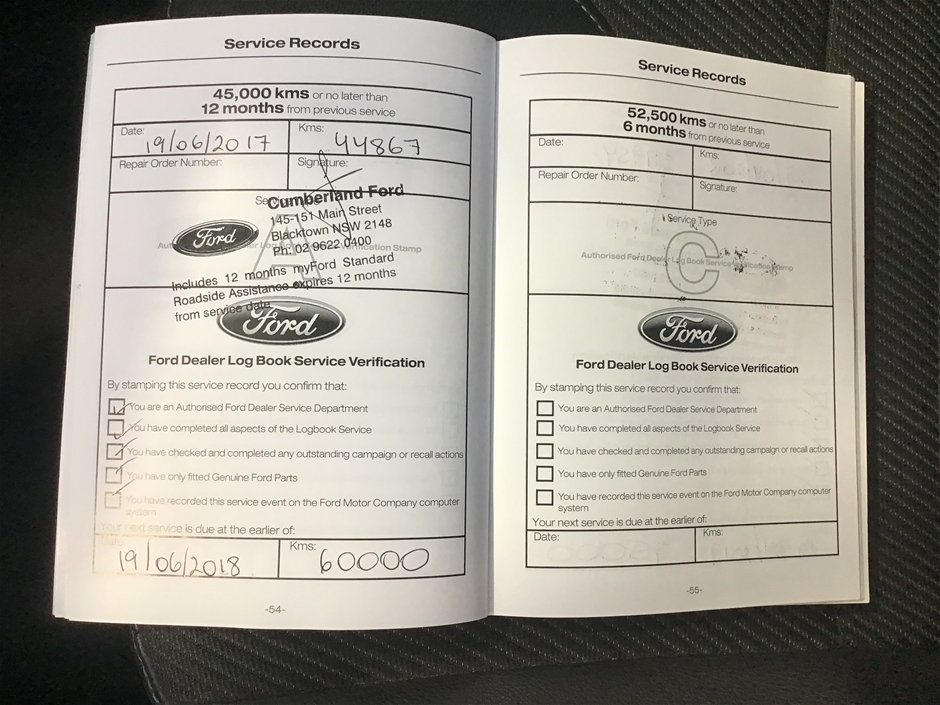 Service Records
45,000 kms or no later than
12 months from previous service
Date: 19/06/2017
Kms: 44867
Repair Order Number:
Signature:
Cumberland Ford
145-151 Main Street
Blacktown NSW 2148
Ph: 02 9622 0400
Ford
A
Includes 12 months myFord Standard
Roadside Assistance expires 12 months
from service date
Ford
Ford Dealer Log Book Service Verification
By stamping this service record you confirm that:
You are an Authorised Ford Dealer Service Department
You have completed all aspects of the Logbook Service
You have checked and completed any outstanding campaign or recall actions
You have only fitted Genuine Ford Parts
You have recorded this service event on the Ford Motor Company computer
system
Your next service is due at the earlier of:
19/06/2018
Kms: 60000
-54-
Service Records
52,500 kms or no later than
6 months from previous service
Date:
Kms:
Repair Order Number:
Signature:
Service Type
C
Authorised Ford Dealer Log Book Service Verification Stamp
Ford
Ford Dealer Log Book Service Verification
By stamping this service record you confirm that:
You are an Authorised Ford Dealer Service Department
You have completed all aspects of the Logbook Service
You have checked and completed any outstanding campaign or recall actions
You have only fitted Genuine Ford Parts
You have recorded this service event on the Ford Motor Company computer
system
Your next service is due at the earlier of:
Date:
Kms:
-55-